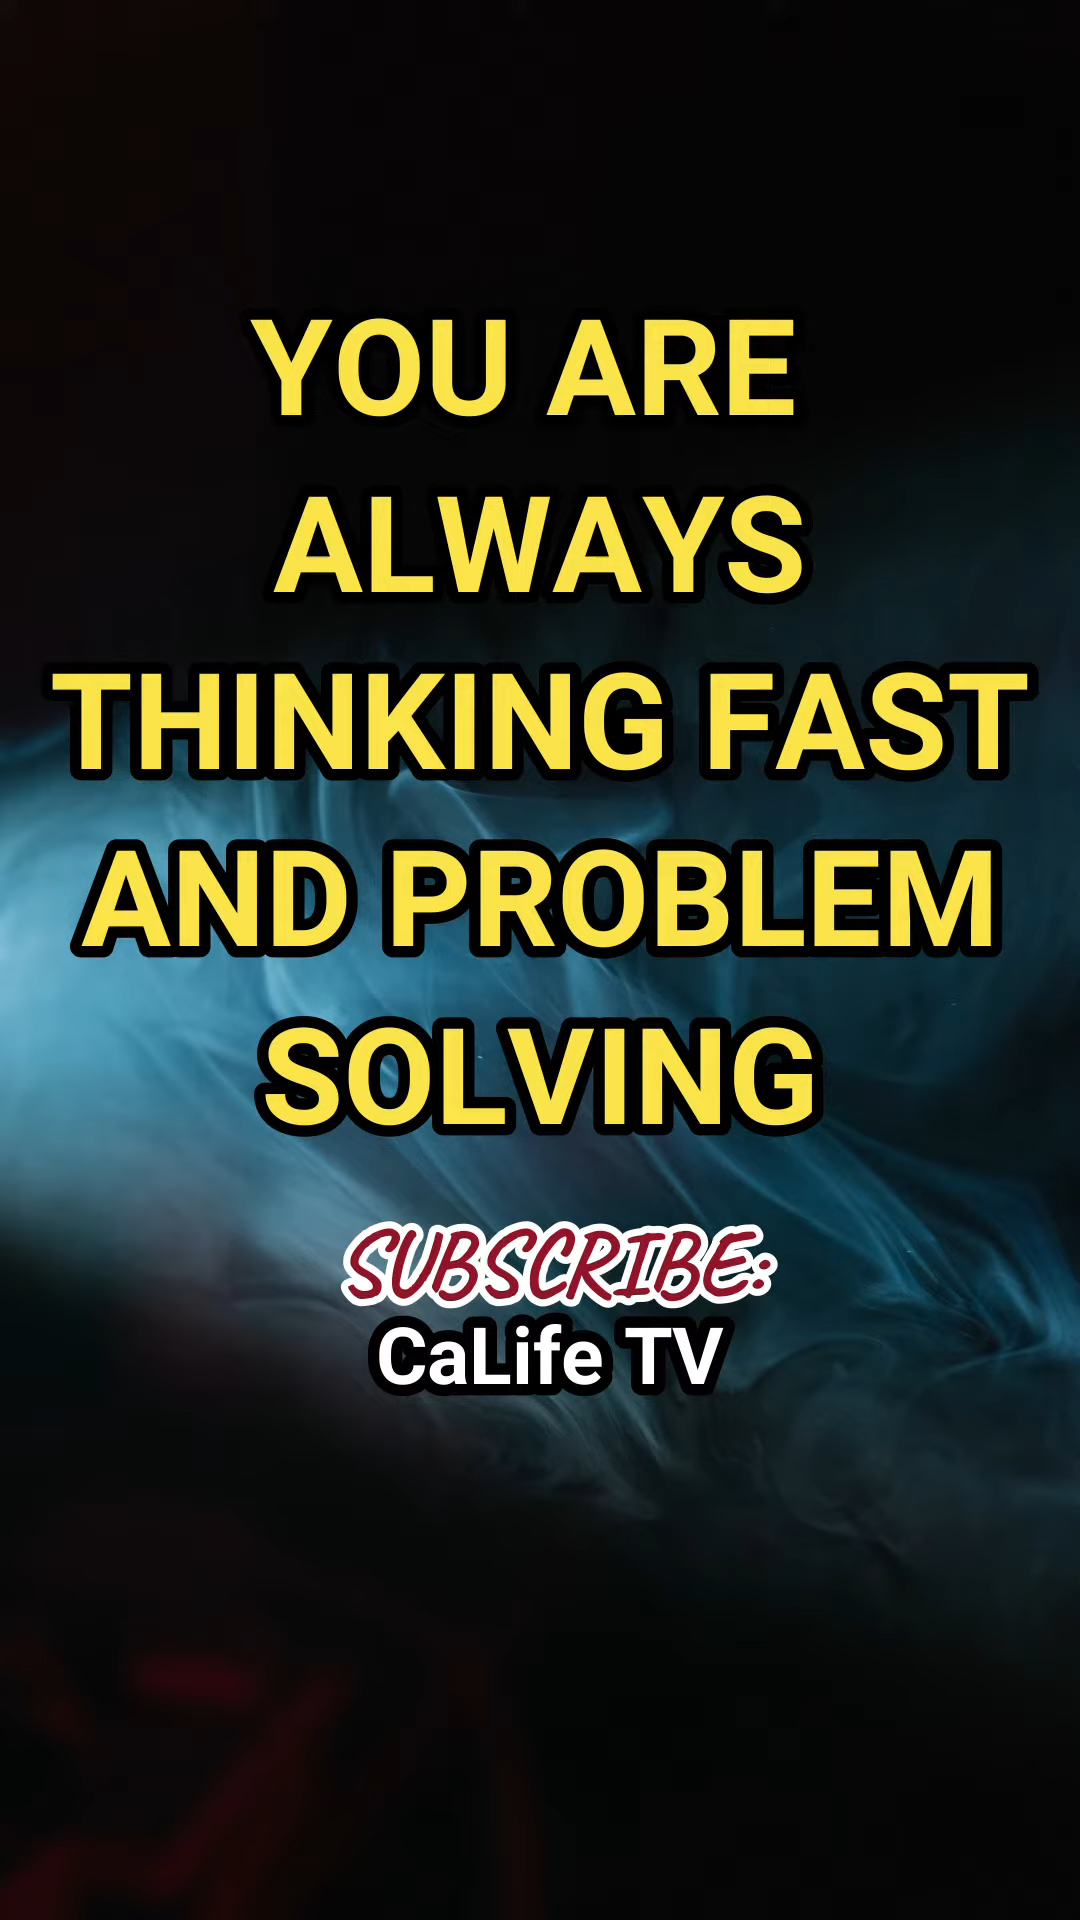 YOU ARE
ALWAYS
THINKING FAST
AND PROBLEM
SOLVING
SUBSCRIBE:
CaLife TV